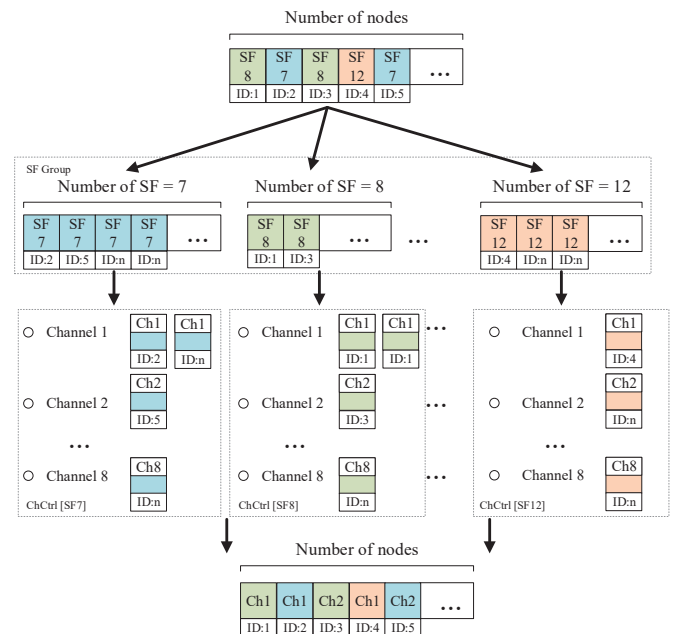 Number of nodes
SF 8 SF 7 SF 8 SF 12 SF 7 ...
ID:1 ID:2 ID:3 ID:4 ID:5
SF Group
Number of SF = 7 Number of SF = 8 Number of SF = 12
SF 7 SF 7 SF 7 SF 7 ... SF 8 SF 8 ... ... SF 12 SF 12 SF 12 ...
ID:2 ID:5 ID:n ID:n ID:1 ID:3 ID:4 ID:n ID:n
Channel 1 Ch1 Ch1 Channel 1 Ch1 Ch1 ... Channel 1 Ch1
ID:2 ID:n ID:1 ID:1 ID:4
Channel 2 Ch2 Channel 2 Ch2 ... Channel 2 Ch2
ID:5 ID:3 ID:n
... ... ...
Channel 8 Ch8 Channel 8 Ch8 ... Channel 8 Ch8
ID:n ID:n ID:n
ChCtrl [SF7] ChCtrl [SF8] ChCtrl [SF12]
Number of nodes
Ch1 Ch1 Ch2 Ch1 Ch2 ...
ID:1 ID:2 ID:3 ID:4 ID:5